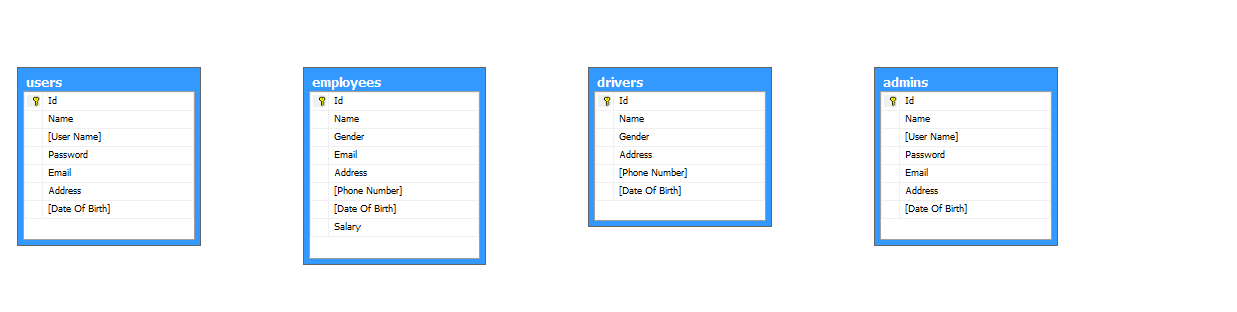 users
Id
Name
[User Name]
Password
Email
Address
[Date Of Birth]
employees
Id
Name
Gender
Email
Address
[Phone Number]
[Date Of Birth]
Salary
drivers
Id
Name
Gender
Address
[Phone Number]
[Date Of Birth]
admins
Id
Name
[User Name]
Password
Email
Address
[Date Of Birth]